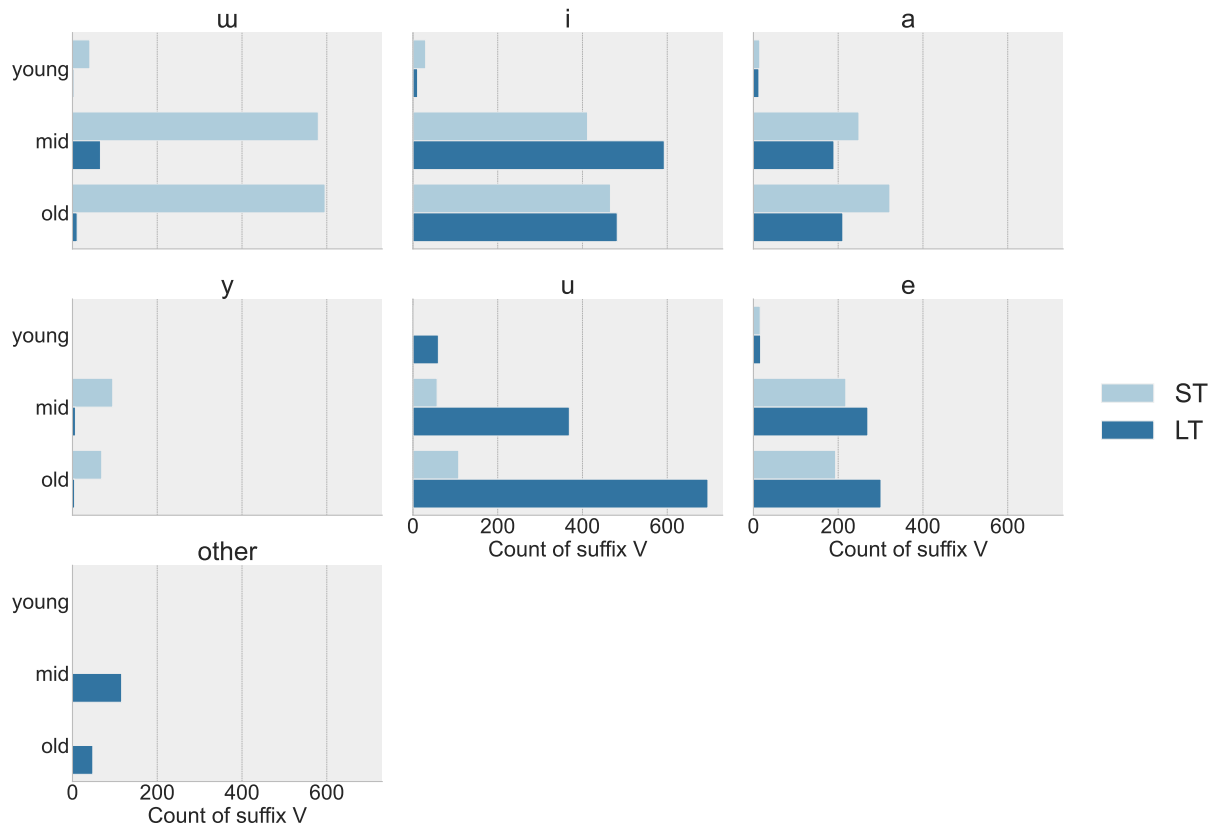 ɯ
i
a
young
mid
old
y
u
e
young
mid
old
0 200 400 600
0 200 400 600
Count of suffix V
Count of suffix V
ST
LT
other
young
mid
old
0 200 400 600
Count of suffix V